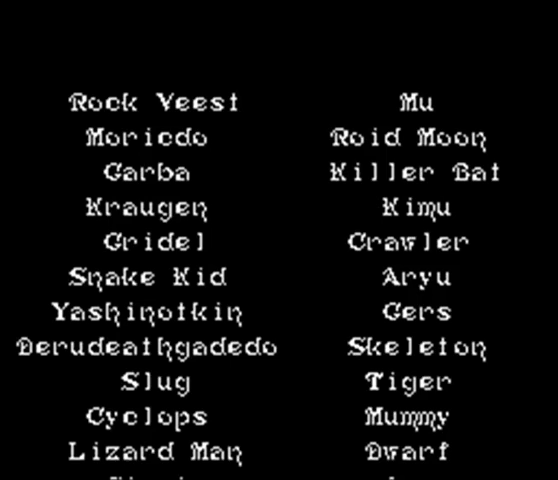 Rock Veest Mu
Moricdo Roid Moon
Garba Killer Bat
Kraugen Kimu
Gridel Crawler
Snake Kid Aryu
Yashinotkin Gers
Derudeathgadedo Skeleton
Slug Tiger
Cyclops Mummy
Lizard Man Dwarf